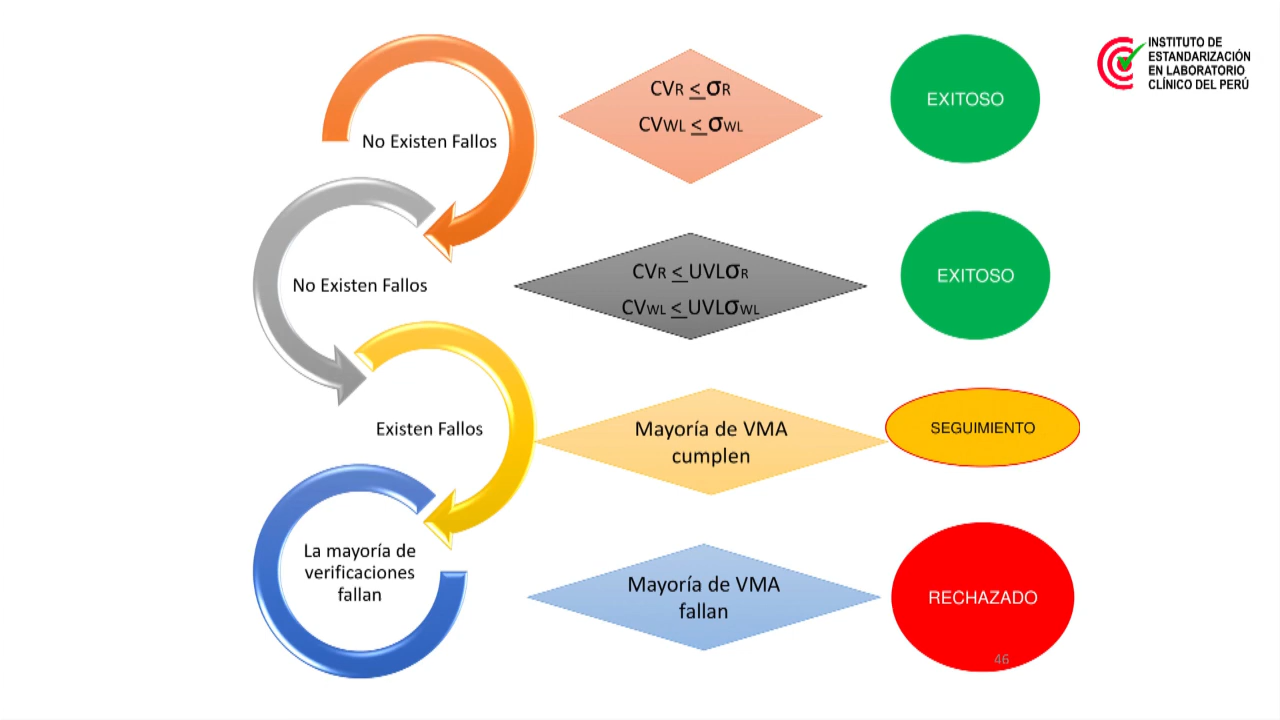 INSTITUTO DE
ESTANDARIZACIÓN
EN LABORATORIO
CLÍNICO DEL PERÚ
No Existen Fallos
CVR < σR
CVWL < σWL
EXITOSO
No Existen Fallos
CVR < UVLσR
CVWL < UVLσWL
EXITOSO
Existen Fallos
Mayoría de VMA
cumplen
SEGUIMIENTO
La mayoría de
verificaciones
fallan
Mayoría de VMA
fallan
RECHAZADO
46